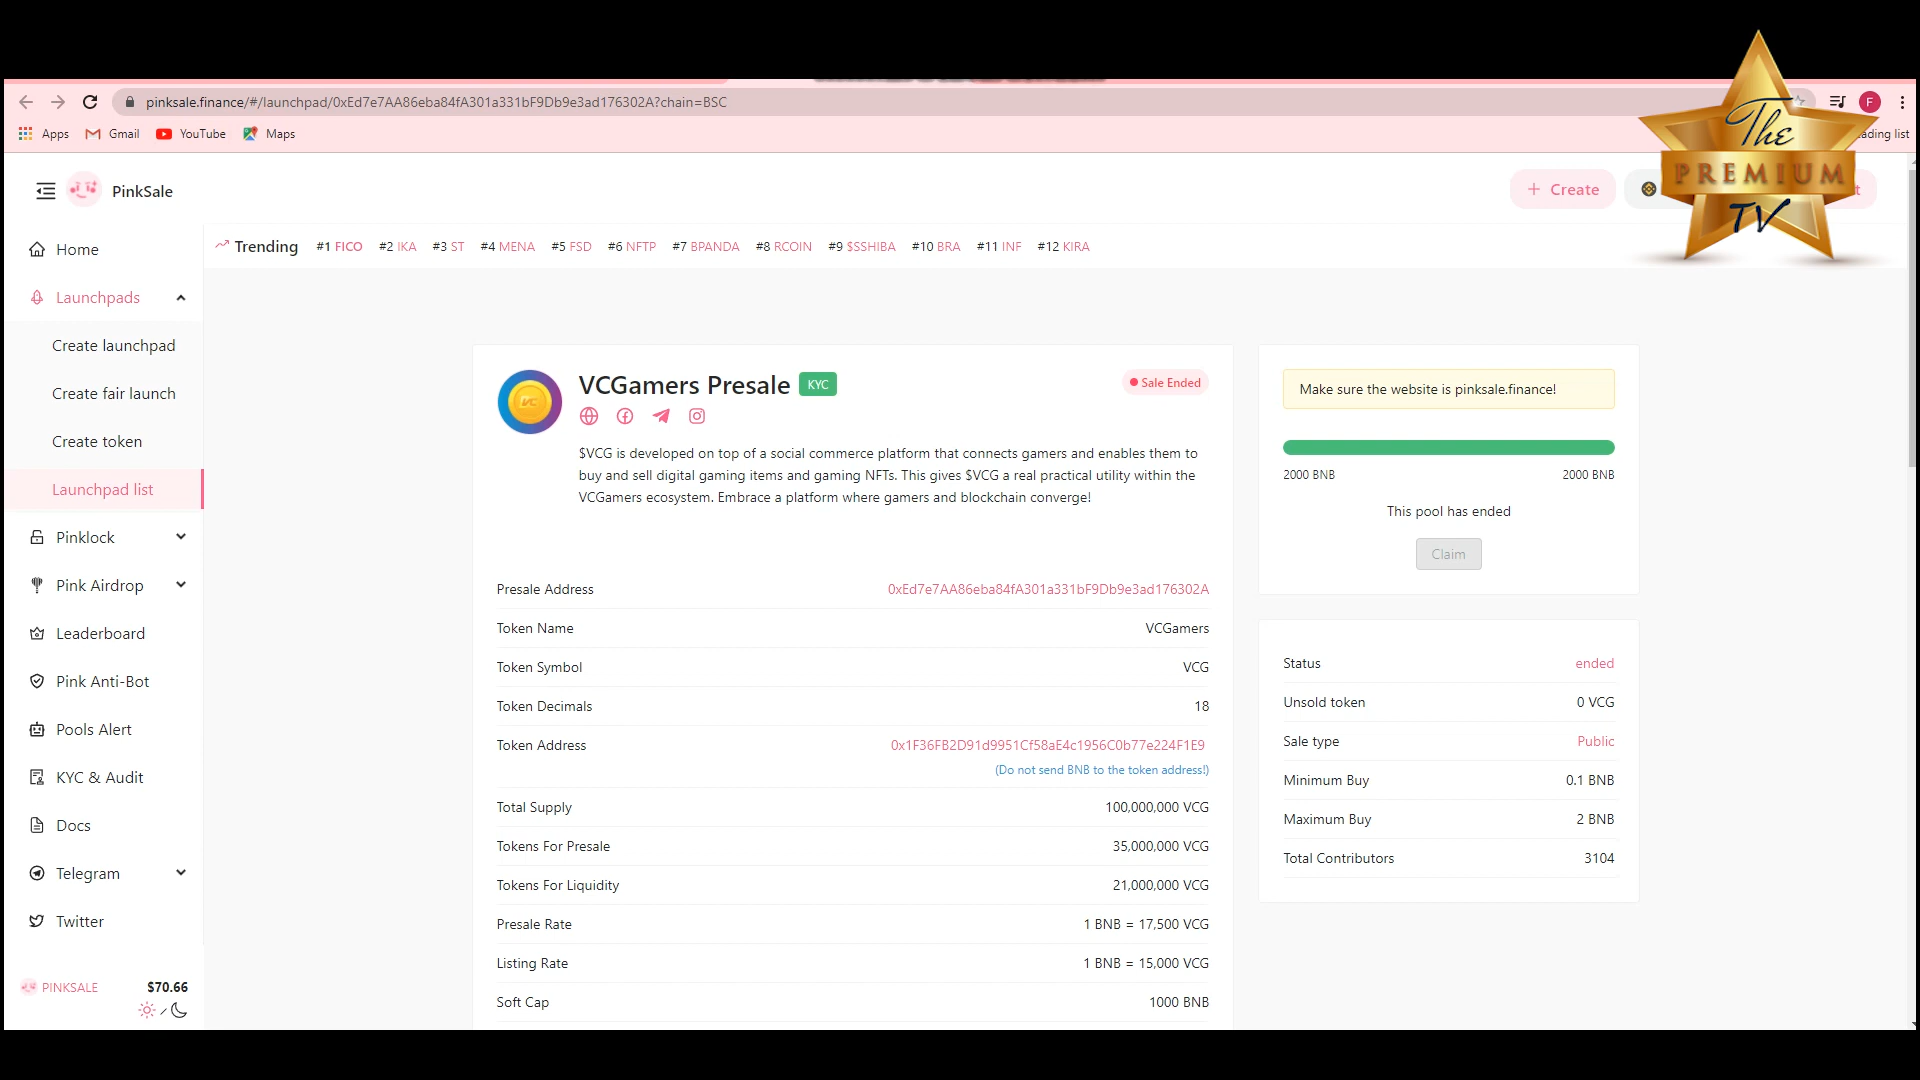 pinksale.finance/#/launchpad/0xEd7e7AA86eba84fA301a331bF9Db9e3ad176302A?chain=BSC
F
Apps
Gmail
YouTube
Maps
ading list
The
PREMIUM
TV
PinkSale
+ Create
Trending
#1 FICO
#2 IKA
#3 ST
#4 MENA
#5 FSD
#6 NFTP
#7 BPANDA
#8 RCOIN
#9 $SSHIBA
#10 BRA
#11 INF
#12 KIRA
Home
Launchpads
Create launchpad
Create fair launch
Create token
Launchpad list
Pinklock
Pink Airdrop
Leaderboard
Pink Anti-Bot
Pools Alert
KYC & Audit
Docs
Telegram
Twitter
PINKSALE
$70.66
VC
VCGamers Presale
KYC
Sale Ended
$VCG is developed on top of a social commerce platform that connects gamers and enables them to
buy and sell digital gaming items and gaming NFTs. This gives $VCG a real practical utility within the
VCGamers ecosystem. Embrace a platform where gamers and blockchain converge!
Presale Address 0xEd7e7AA86eba84fA301a331bF9Db9e3ad176302A
Token Name VCGamers
Token Symbol VCG
Token Decimals 18
Token Address 0x1F36FB2D91d9951Cf58aE4c1956C0b77e224F1E9
(Do not send BNB to the token address!)
Total Supply 100,000,000 VCG
Tokens For Presale 35,000,000 VCG
Tokens For Liquidity 21,000,000 VCG
Presale Rate 1 BNB = 17,500 VCG
Listing Rate 1 BNB = 15,000 VCG
Soft Cap 1000 BNB
Make sure the website is pinksale.finance!
2000 BNB 2000 BNB
This pool has ended
Claim
Status ended
Unsold token 0 VCG
Sale type Public
Minimum Buy 0.1 BNB
Maximum Buy 2 BNB
Total Contributors 3104